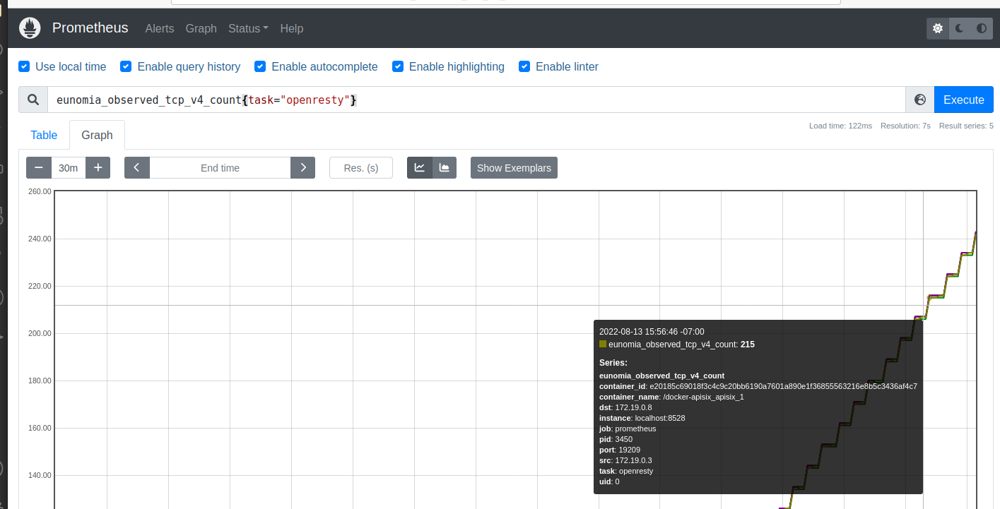 Prometheus Alerts Graph Status Help
Use local time Enable query history Enable autocomplete Enable highlighting Enable linter
eunomia_observed_tcp_v4_count{task="openresty"} Execute
Load time: 122ms Resolution: 7s Result series: 5
Table Graph
30m End time Res. (s) Show Exemplars
260.00
240.00
220.00
200.00
180.00
160.00
140.00
2022-08-13 15:56:46 -07:00
eunomia_observed_tcp_v4_count: 215
Series:
eunomia_observed_tcp_v4_count
container_id: e20185c69018f3c4c9c20bb6190a7601a890e1f36855563216e8b5c3436af4c7
container_name: /docker-apisix_apisix_1
dst: 172.19.0.8
instance: localhost:8528
job: prometheus
pid: 3450
port: 19209
src: 172.19.0.3
task: openresty
uid: 0